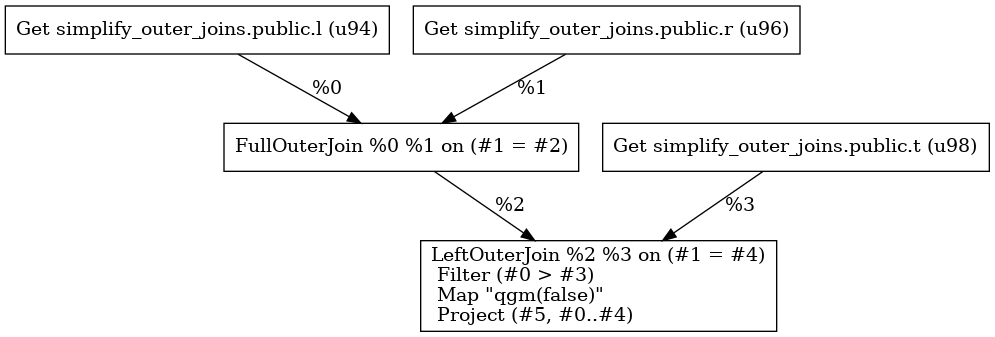 Get simplify_outer_joins.public.l (u94)
Get simplify_outer_joins.public.r (u96)
%0
%1
FullOuterJoin %0 %1 on (#1 = #2)
Get simplify_outer_joins.public.t (u98)
%2
%3
LeftOuterJoin %2 %3 on (#1 = #4)
Filter (#0 > #3)
Map "qgm(false)"
Project (#5, #0..#4)